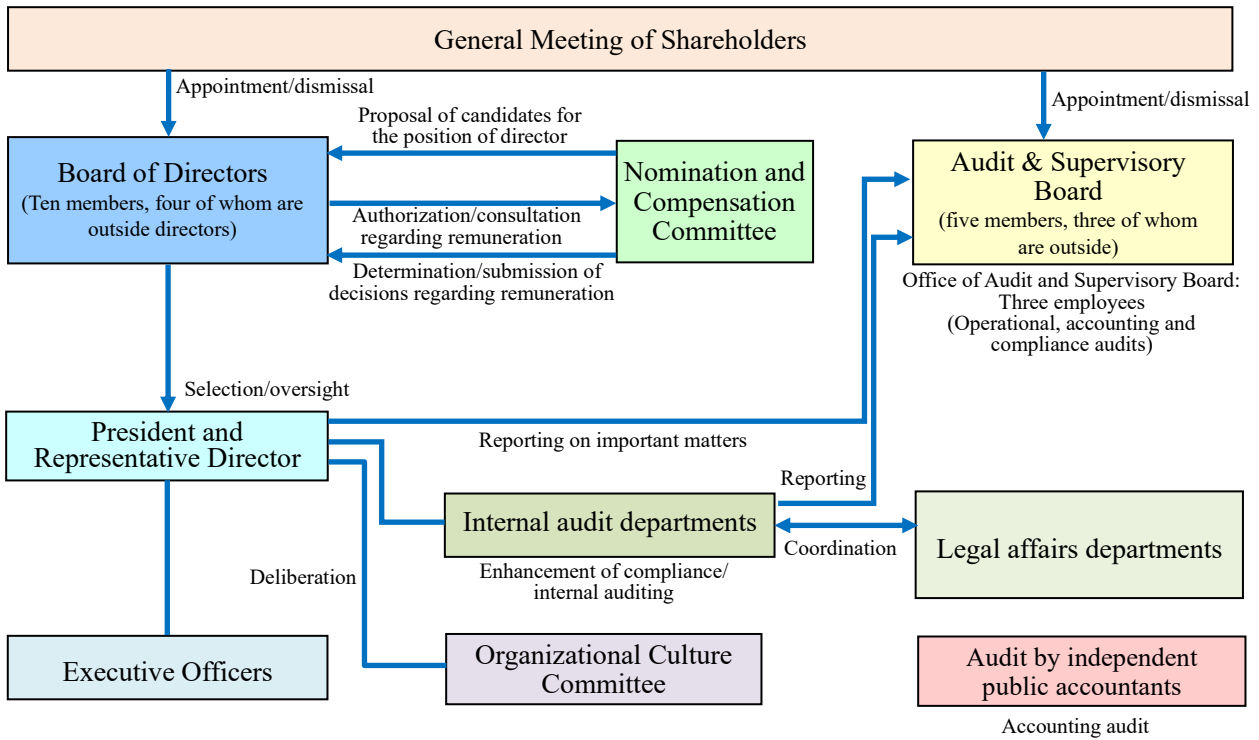 General Meeting of Shareholders
Appointment/dismissal
Appointment/dismissal
Proposal of candidates for
the position of director
Board of Directors
(Ten members, four of whom are
outside directors)
Authorization/consultation
regarding remuneration
Determination/submission of
decisions regarding remuneration
Nomination and
Compensation
Committee
Audit & Supervisory
Board
(five members, three of whom
are outside)
Office of Audit and Supervisory Board:
Three employees
(Operational, accounting and
compliance audits)
Selection/oversight
President and
Representative Director
Reporting on important matters
Reporting
Internal audit departments
Enhancement of compliance/
internal auditing
Coordination
Legal affairs departments
Deliberation
Executive Officers
Organizational Culture
Committee
Audit by independent
public accountants
Accounting audit